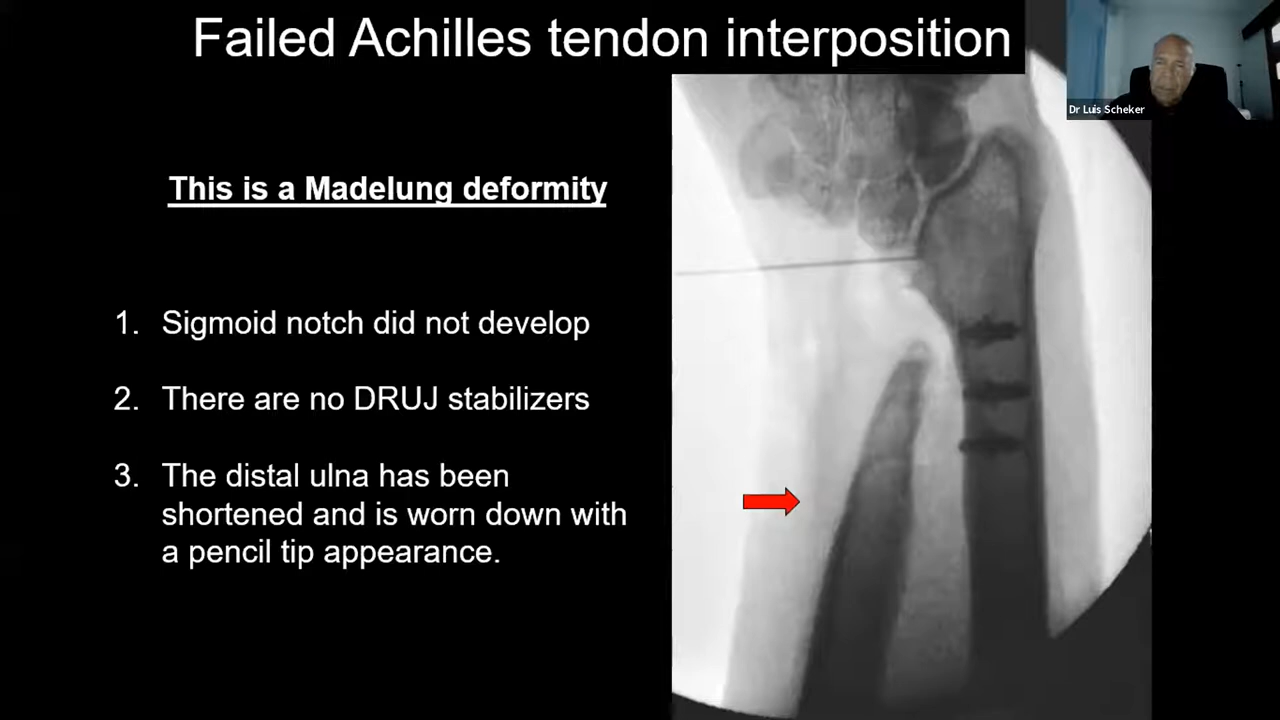 Failed Achilles tendon interposition
Dr Luis Scheker
This is a Madelung deformity
1. Sigmoid notch did not develop
2. There are no DRUJ stabilizers
3. The distal ulna has been
shortened and is worn down with
a pencil tip appearance.